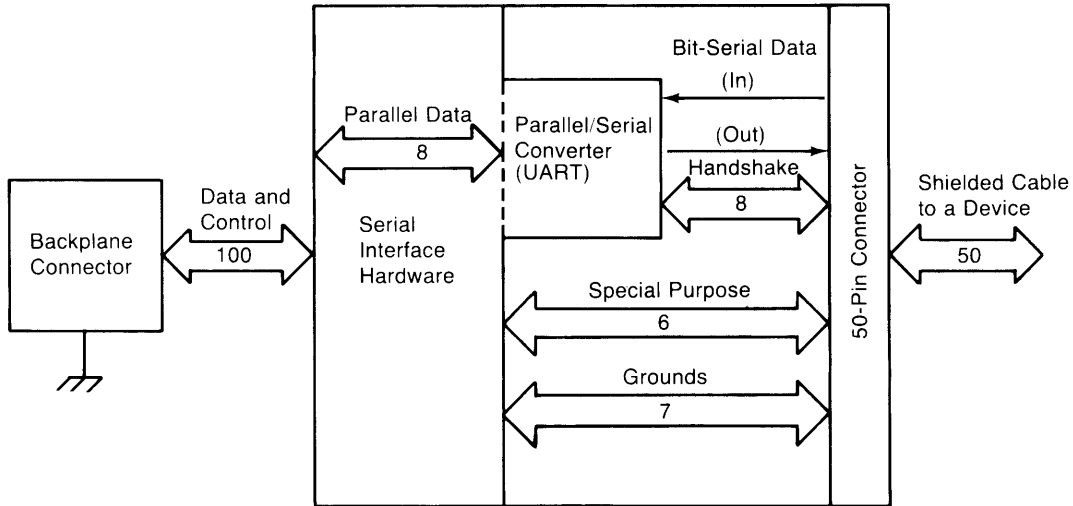 Backplane
Connector
Data and
Control
100
Parallel Data
8
Serial
Interface
Hardware
Parallel/Serial
Converter
(UART)
Bit-Serial Data
(In)
(Out)
Handshake
8
Special Purpose
6
Grounds
7
50-Pin Connector
Shielded Cable
to a Device
50